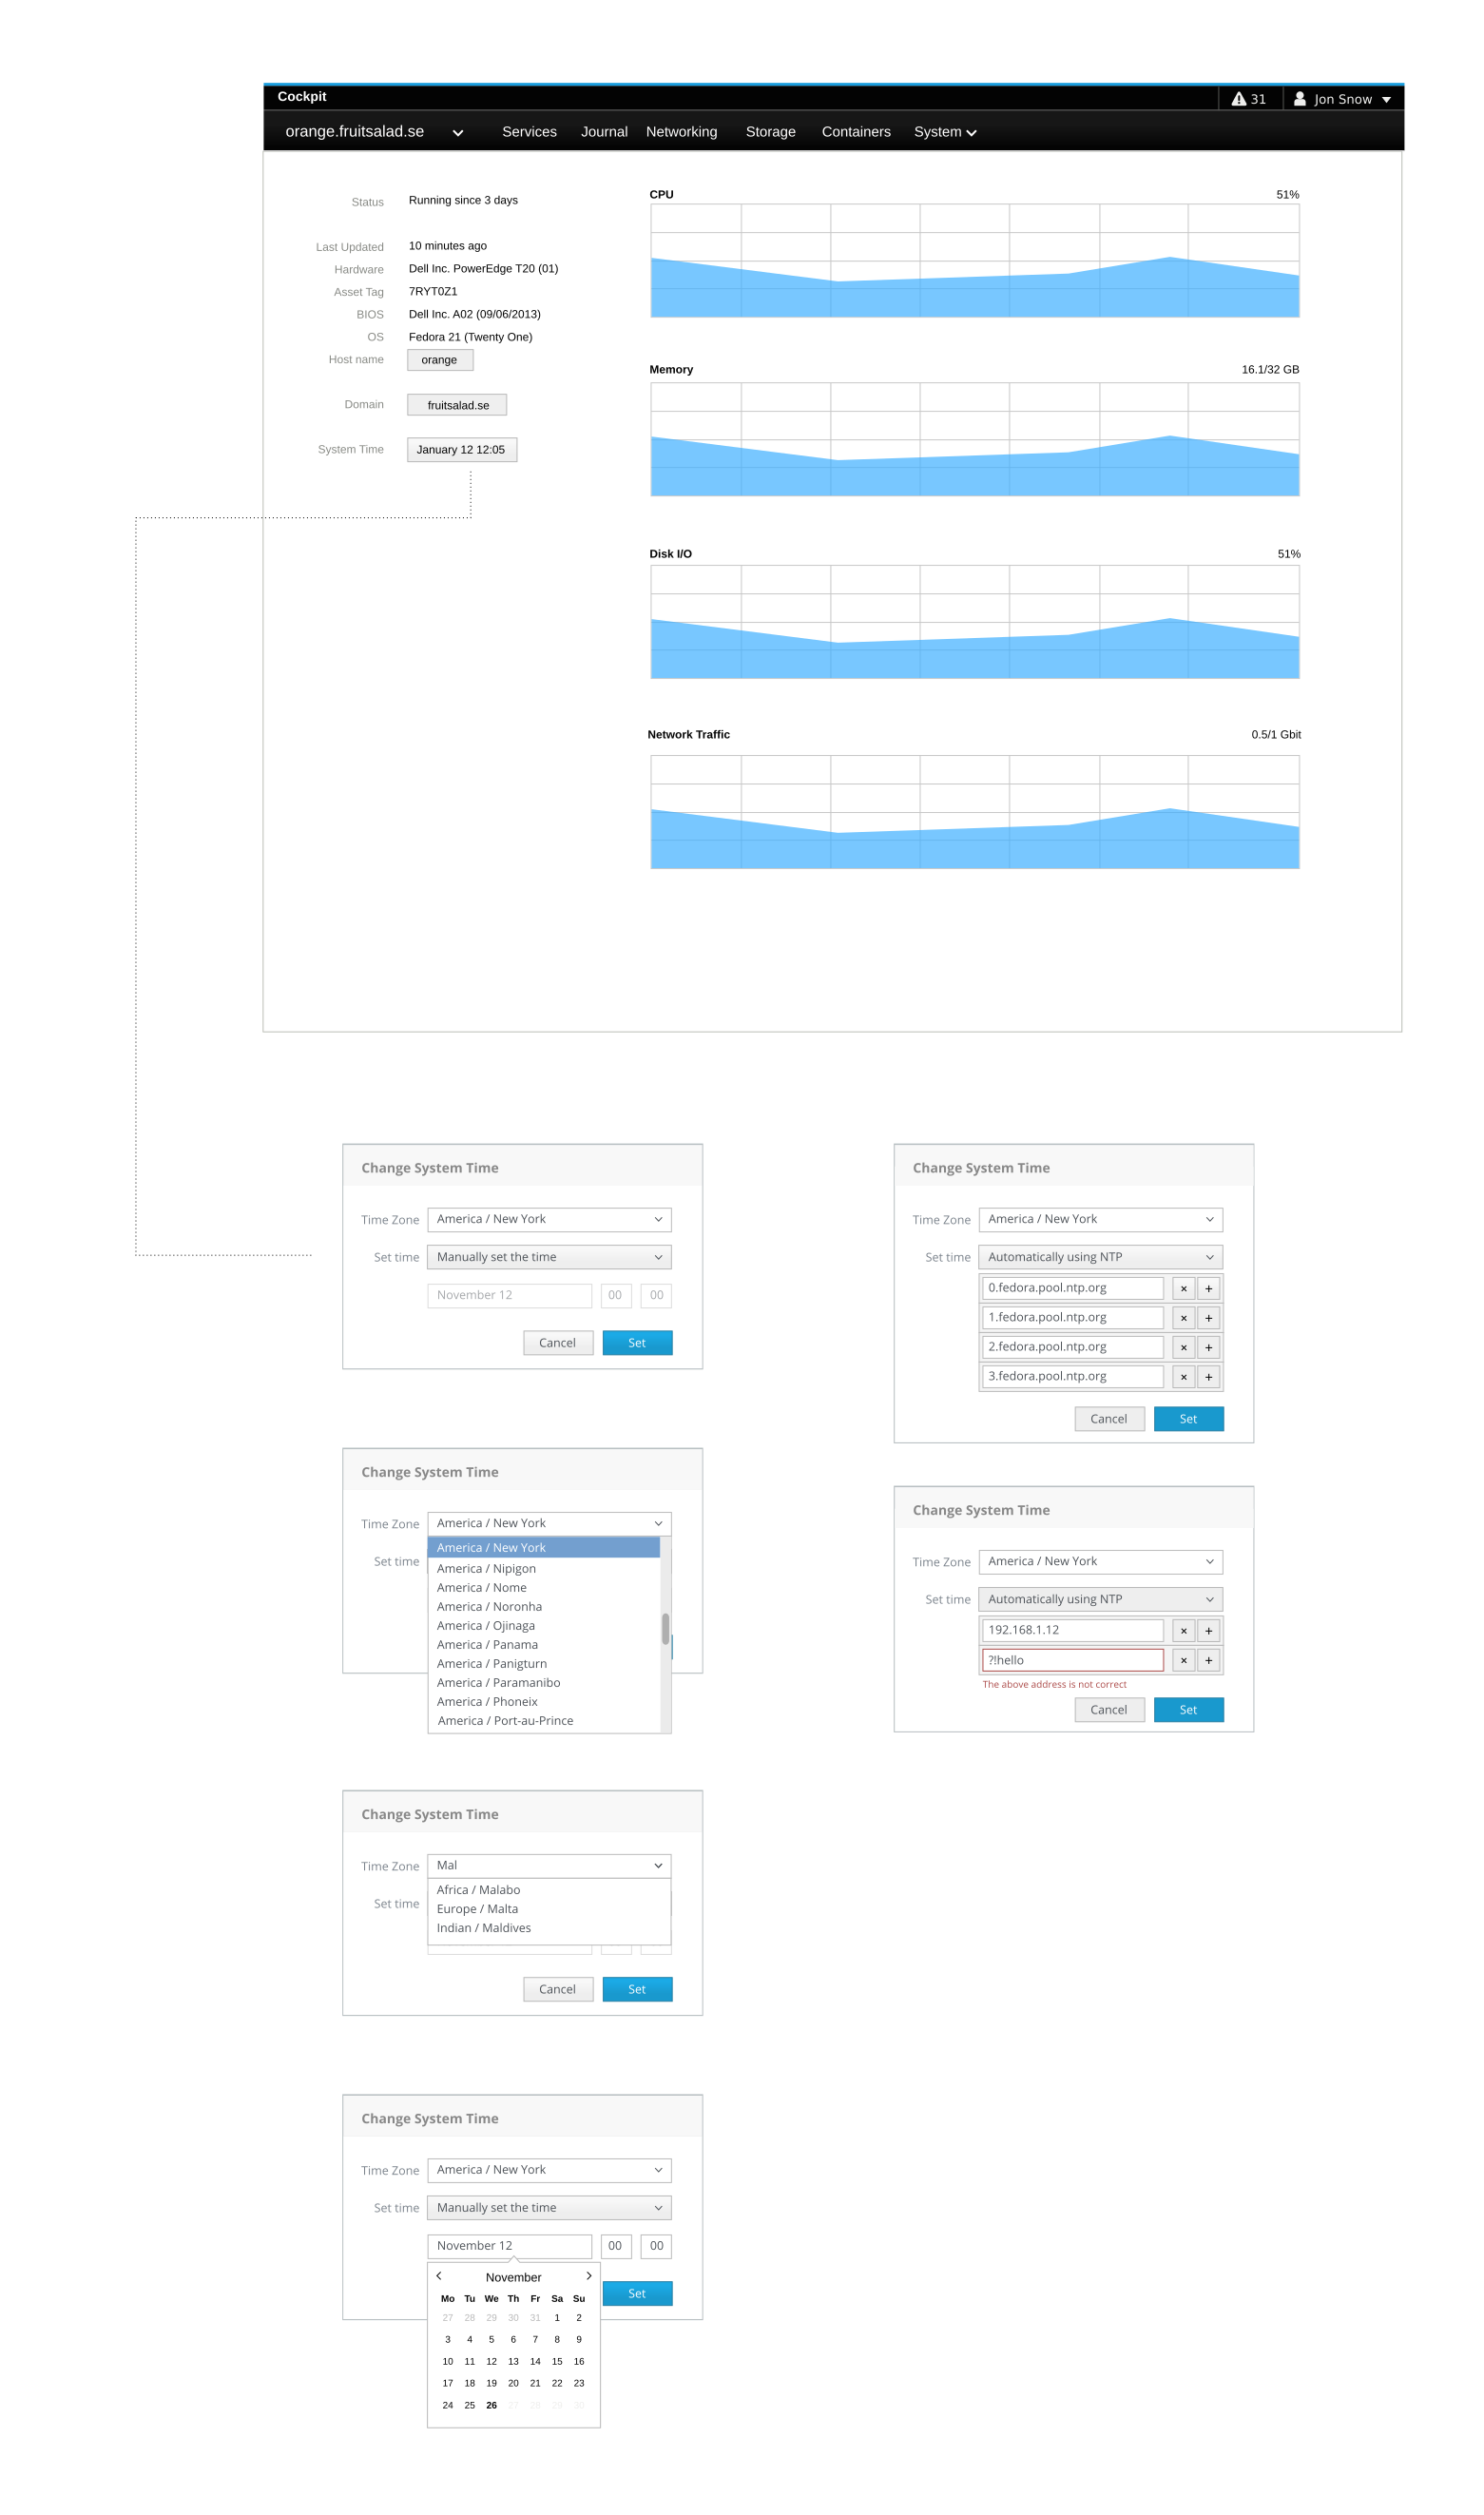 Cockpit
31
Jon Snow
orange.fruitsalad.se
Services Journal Networking Storage Containers System
Status Running since 3 days
Last Updated 10 minutes ago
Hardware Dell Inc. PowerEdge T20 (01)
Asset Tag 7RYT0Z1
BIOS Dell Inc. A02 (09/06/2013)
OS Fedora 21 (Twenty One)
Host name orange
Domain fruitsalad.se
System Time January 12 12:05
CPU 51%
Memory 16.1/32 GB
Disk I/O 51%
Network Traffic 0.5/1 Gbit
Change System Time
Time Zone America / New York
Set time Manually set the time
November 12 00 00
Cancel Set
Change System Time
Time Zone America / New York
Set time
America / New York
America / Nipigon
America / Nome
America / Noronha
America / Ojinaga
America / Panama
America / Panigturn
America / Paramanibo
America / Phoneix
America / Port-au-Prince
Change System Time
Time Zone Mal
Set time
Africa / Malabo
Europe / Malta
Indian / Maldives
Cancel Set
Change System Time
Time Zone America / New York
Set time Manually set the time
November 12 00 00
Set
November
Mo Tu We Th Fr Sa Su
27 28 29 30 31 1 2
3 4 5 6 7 8 9
10 11 12 13 14 15 16
17 18 19 20 21 22 23
24 25 26 27 28 29 30
Change System Time
Time Zone America / New York
Set time Automatically using NTP
0.fedora.pool.ntp.org × +
1.fedora.pool.ntp.org × +
2.fedora.pool.ntp.org × +
3.fedora.pool.ntp.org × +
Cancel Set
Change System Time
Time Zone America / New York
Set time Automatically using NTP
192.168.1.12 × +
?!hello × +
The above address is not correct
Cancel Set